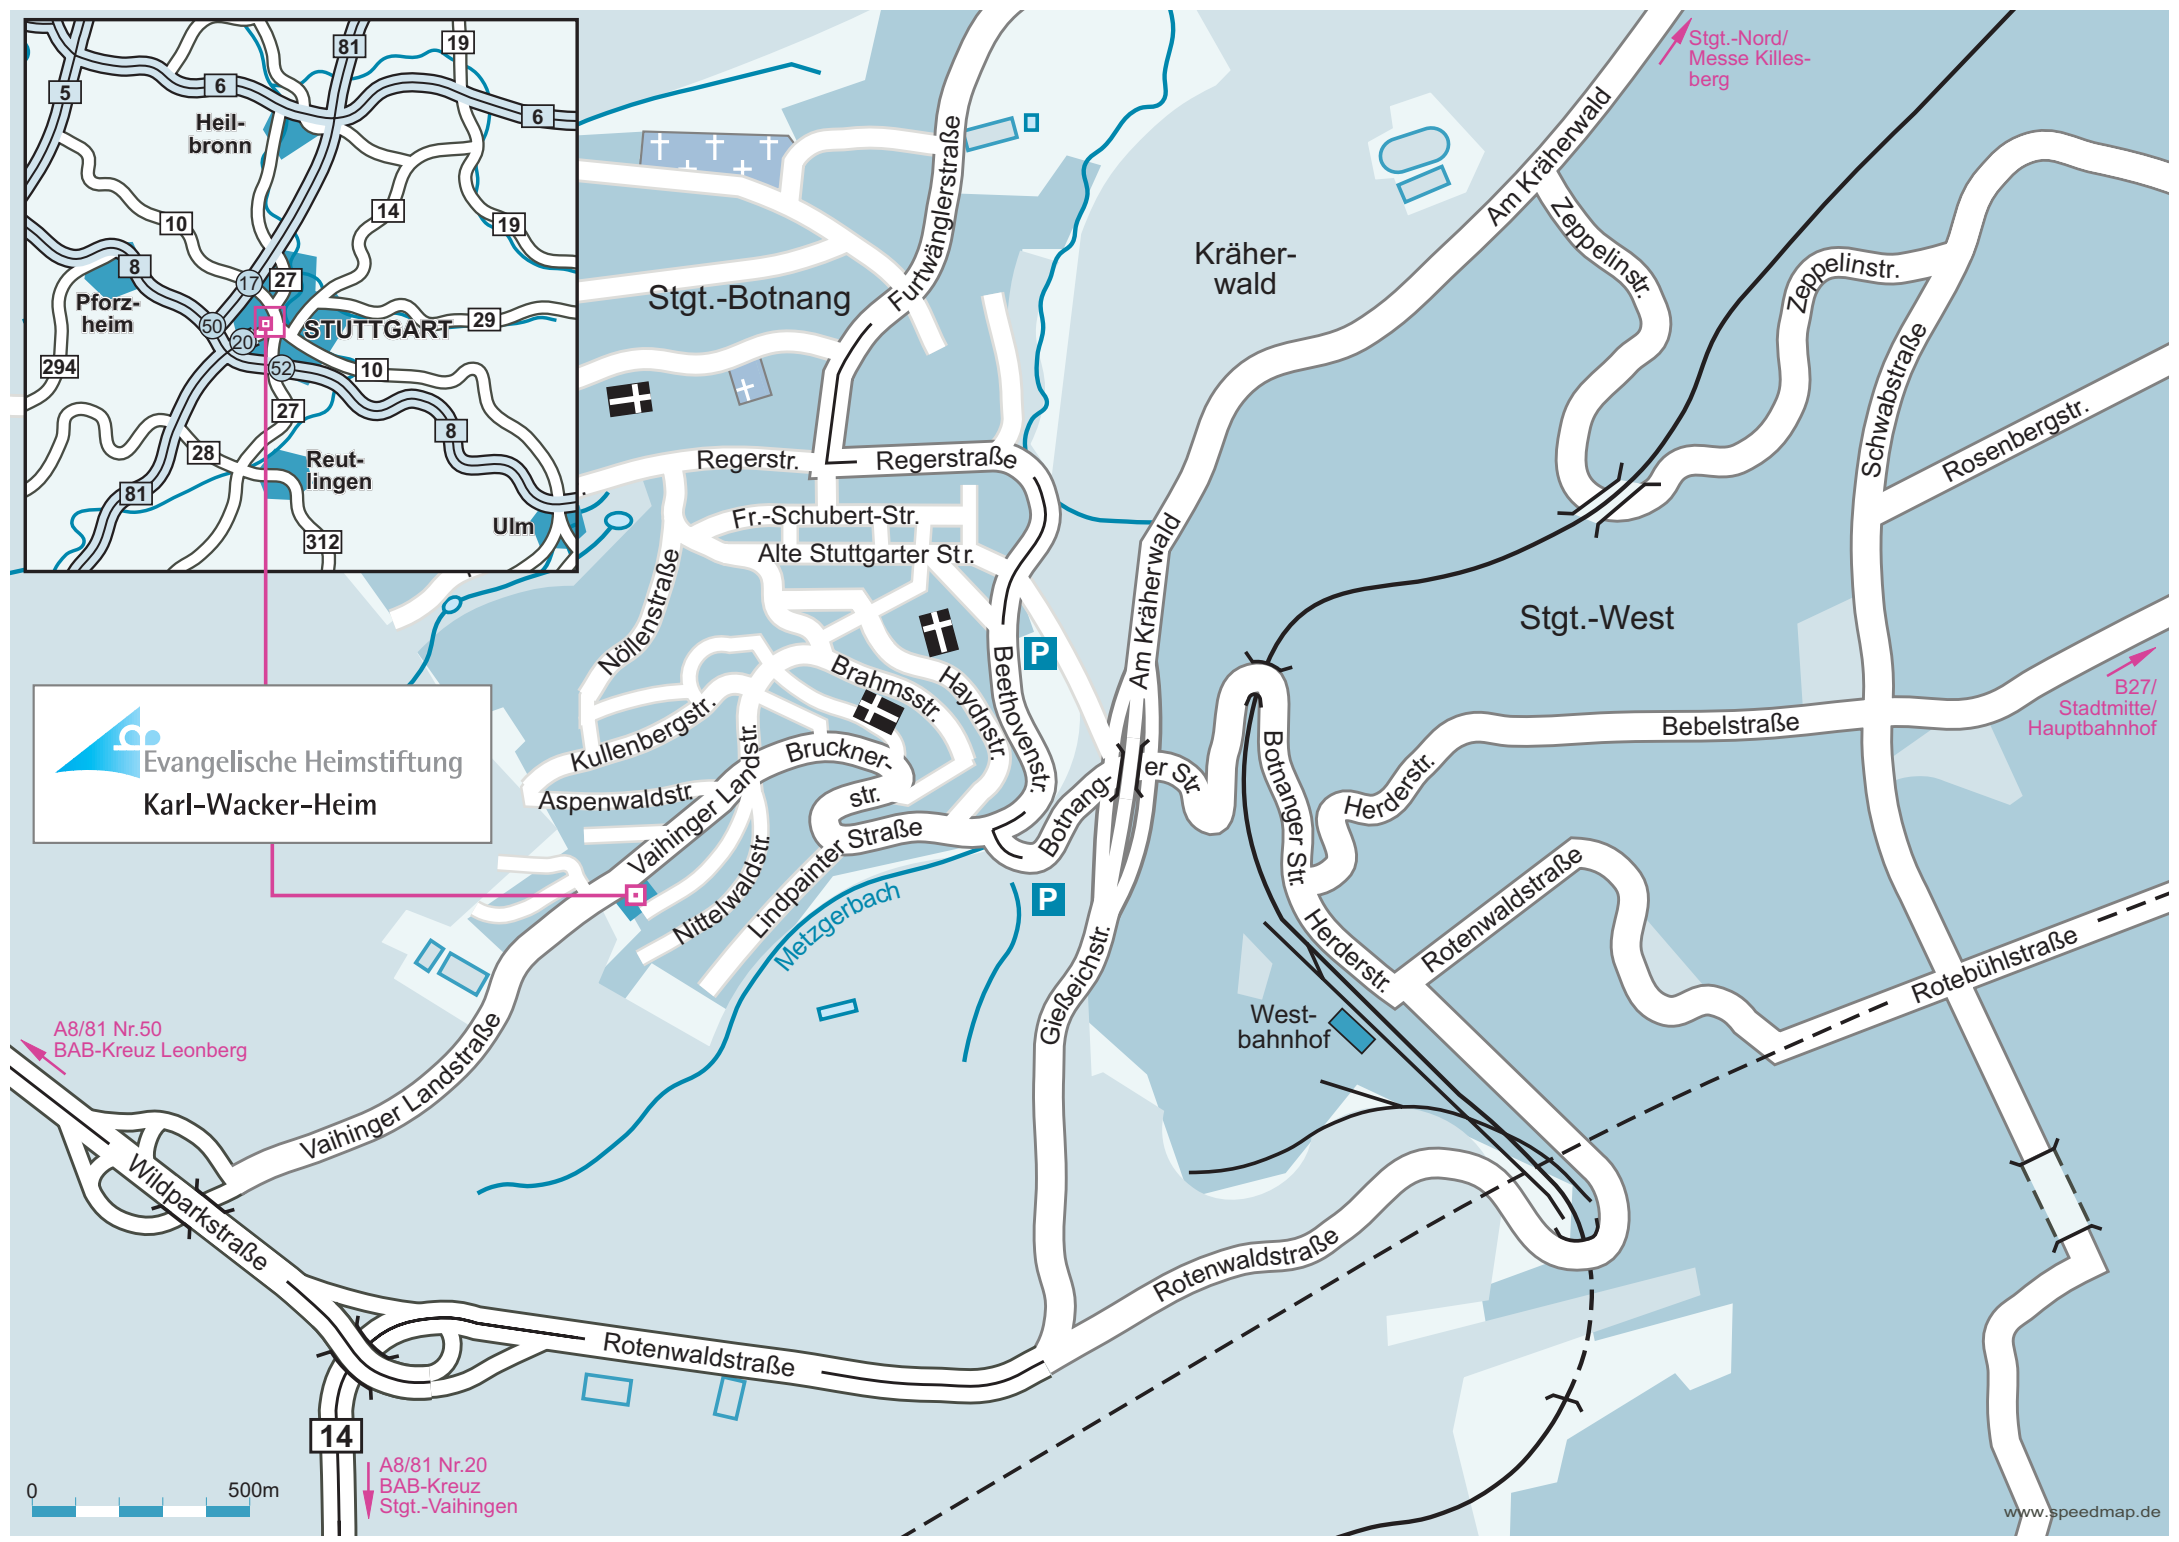 81
19
6
5
6
Heil-
bronn
14
10
19
8
17
27
Pforz-
heim
50
STUTTGART
29
20
294
52
10
27
8
28
Reut-
lingen
81
Ulm
312
Stgt.-Nord/
Messe Killes-
berg
Am Kräherwald
Furtwänglerstraße
Zeppelinstr.
Zeppelinstr.
Kräher-
wald
Stgt.-Botnang
Schwabstraße
Rosenbergstr.
Regerstr.
Regerstraße
Fr.-Schubert-Str.
Alte Stuttgarter Str.
Am Kräherwald
Nöllenstraße
Stgt.-West
P
Beethovenstr.
Brahmsstr.
Haydnstr.
Kullenbergstr.
B27/
Stadtmitte/
Hauptbahnhof
Bebelstraße
Evangelische Heimstiftung
Karl-Wacker-Heim
Bruckner-
str.
Aspenwaldstr.
Vaihinger Landstr.
Botnang-
er Str.
Botnanger Str.
Herderstr.
Lindpainter Straße
Nittelwaldstr.
Metzgerbach
P
Rotenwaldstraße
Herderstr.
Rotebühlstraße
Gießeichstr.
West-
bahnhof
A8/81 Nr.50
BAB-Kreuz Leonberg
Vaihinger Landstraße
Wildparkstraße
Rotenwaldstraße
Rotenwaldstraße
14
A8/81 Nr.20
BAB-Kreuz
Stgt.-Vaihingen
0 500m
www.speedmap.de